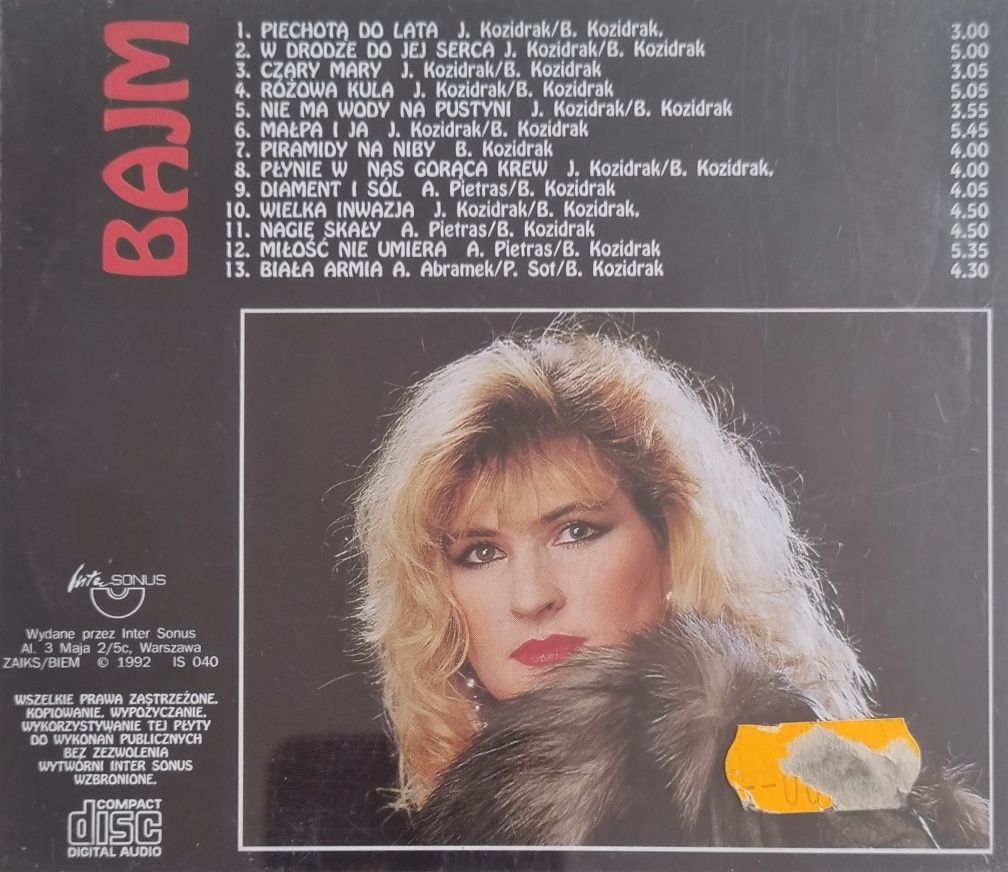 BAJM
1. PIECHOTĄ DO LATA J. Kozidrak/B. Kozidrak, 3.00
2. W DRODZE DO JEJ SERCA J. Kozidrak/B. Kozidrak 5.00
3. CZARY MARY J. Kozidrak/B. Kozidrak 3.05
4. RÓŻOWA KULA J. Kozidrak/B. Kozidrak 5.05
5. NIE MA WODY NA PUSTYNI J. Kozidrak/B. Kozidrak 3.55
6. MAŁPA I JA J. Kozidrak/B. Kozidrak 5.45
7. PIRAMIDY NA NIBY B. Kozidrak 4.00
8. PŁYNIE W NAS GORĄCA KREW J. Kozidrak/B. Kozidrak, 4.00
9. DIAMENT I SÓL A. Pietras/B. Kozidrak 4.05
10. WIELKA INWAZJA J. Kozidrak/B. Kozidrak, 4.50
11. NAGIE SKAŁY A. Pietras/B. Kozidrak 4.50
12. MIŁOŚĆ NIE UMIERA A. Pietras/B. Kozidrak 5.35
13. BIAŁA ARMIA A. Abramek/P. Sot/B. Kozidrak 4.30
Inter SONUS
Wydane przez Inter Sonus
Al. 3 Maja 2/5c, Warszawa
ZAIKS/BIEM © 1992 IS 040
WSZELKIE PRAWA ZASTRZEŻONE.
KOPIOWANIE, WYPOŻYCZANIE,
WYKORZYSTYWANIE TEJ PŁYTY
DO WYKONAŃ PUBLICZNYCH
BEZ ZEZWOLENIA
WYTWÓRNI INTER SONUS
WZBRONIONE.
COMPACT
disc
DIGITAL AUDIO